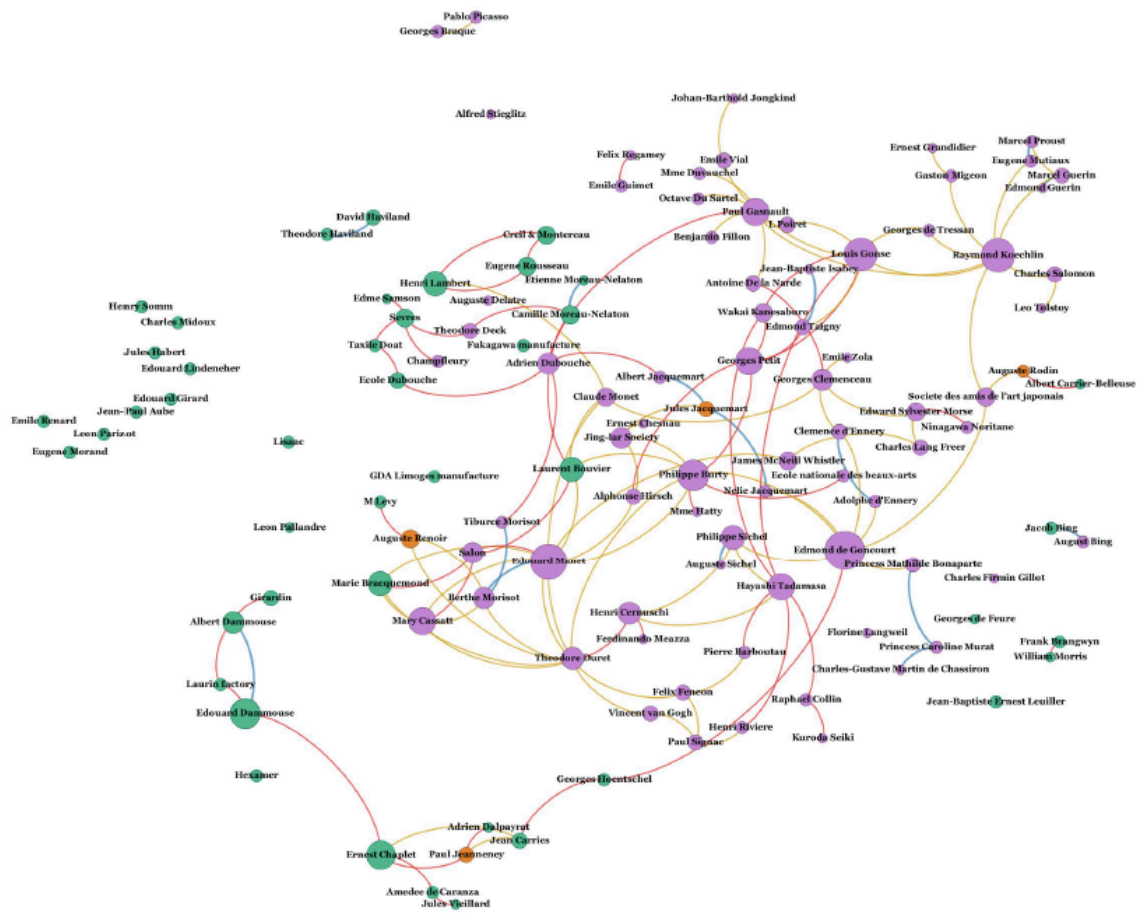 Pablo Picasso
Georges Braque
Johan-Barthold Jongkind
Alfred Stieglitz
Marcel Proust
Ernest Grandidier
Felix Regamey
Emile Vial
Eugene Mutiaux
Mme Duvauchel
Gaston Migeon
Marcel Guerin
Emile Guimet
Edmond Guerin
Octave Du Sartel
Paul Gasnault
David Haviland
L Poiret
Theodore Haviland
Creil & Montereau
Benjamin Fillon
Georges de Tressan
Louis Gonse
Raymond Koechlin
Eugene Rousseau
Jean-Baptiste Isabey
Charles Salomon
Etienne Moreau-Nelaton
Henri Lambert
Antoine De la Narde
Edme Samson
Auguste Delatre
Leo Tolstoy
Henry Somm
Sevres
Camille Moreau-Nelaton
Wakai Kanesaburo
Charles Midoux
Theodore Deck
Edmond Taigny
Taxile Doat
Fukagawa manufacture
Jules Habert
Champfleury
Adrien Dubouche
Georges Petit
Emile Zola
Edouard Lindeneher
Auguste Rodin
Ecole Dubouche
Albert Jacquemart
Georges Clemenceau
Albert Carrier-Belleuse
Edouard Girard
Claude Monet
Societe des amis de l'art japonais
Jean-Paul Aube
Jules Jacquemart
Edward Sylvester Morse
Emile Renard
Ernest Chesnau
Ninagawa Noritane
Leon Parizot
Jing-lar Society
Clemence d'Ennery
Lisaac
Charles Lang Freer
Eugene Morand
James McNeill Whistler
Laurent Bouvier
GDA Limoges manufacture
Philippe Burty
Ecole nationale des beaux-arts
Nelie Jacquemart
Alphonse Hirsch
M Levy
Adolphe d'Ennery
Mme Hatty
Tiburce Morisot
Leon Pallandre
Jacob Bing
Auguste Renoir
Philippe Sichel
August Bing
Salon
Edouard Manet
Edmond de Goncourt
Auguste Sichel
Princess Mathilde Bonaparte
Marie Bracquemond
Charles Firmin Gillot
Hayashi Tadamasa
Girardin
Berthe Morisot
Henri Cernuschi
Albert Dammouse
Mary Cassatt
Georges de Feure
Florine Langweil
Ferdinando Meazza
Frank Brangwyn
Princess Caroline Murat
Pierre Barboutau
William Morris
Theodore Duret
Charles-Gustave Martin de Chassiron
Laurin factory
Felix Feneon
Raphael Collin
Jean-Baptiste Ernest Leuiller
Edouard Dammouse
Vincent van Gogh
Henri Riviere
Kuroda Seiki
Paul Signac
Hexamer
Georges Hoentschel
Adrien Dalpayrat
Jean Carries
Ernest Chaplet
Paul Jeanneney
Amedee de Caranza
Jules Vieillard